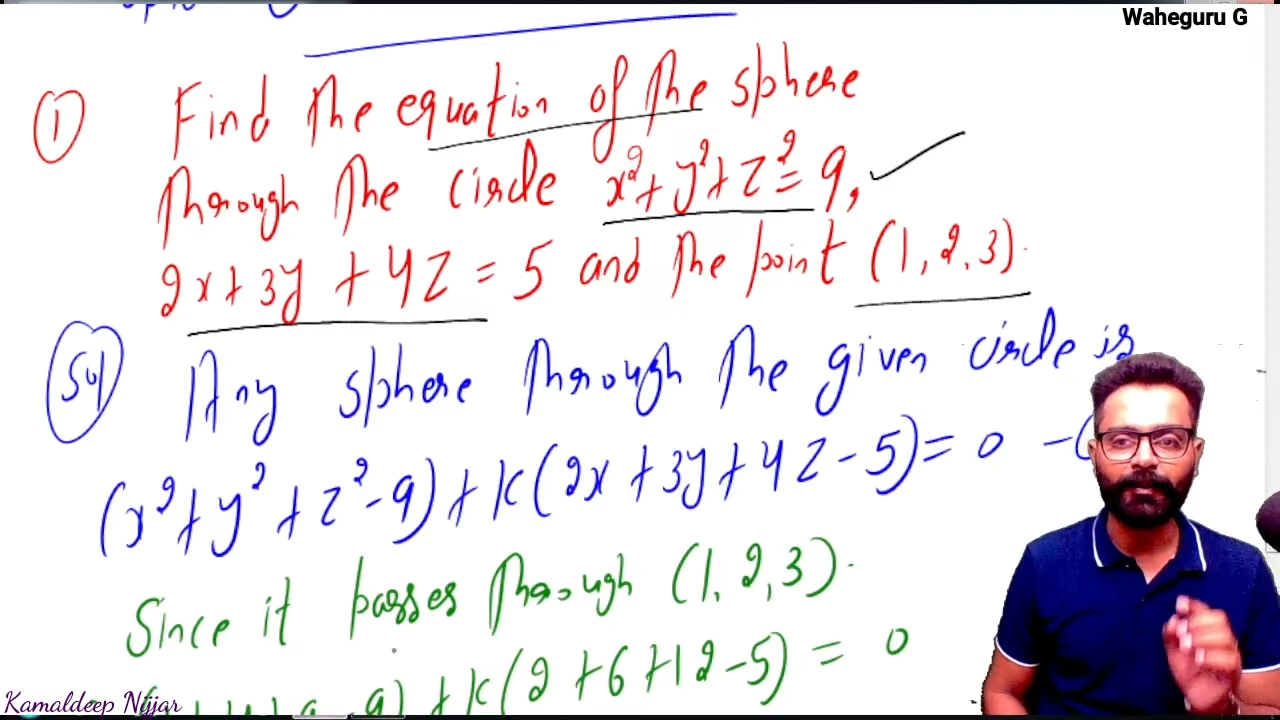 Waheguru G
① Find the equation of the sphere
through the circle x²+y²+z²=9,
2x+3y+4z=5 and the point (1,2,3).
Sol Any sphere through the given circle is
(x²+y²+z²-9)+k(2x+3y+4z-5)=0 -(
Since it passes through (1,2,3).
-9)+k(2+6+12-5)=0
Kamaldeep Nijjar